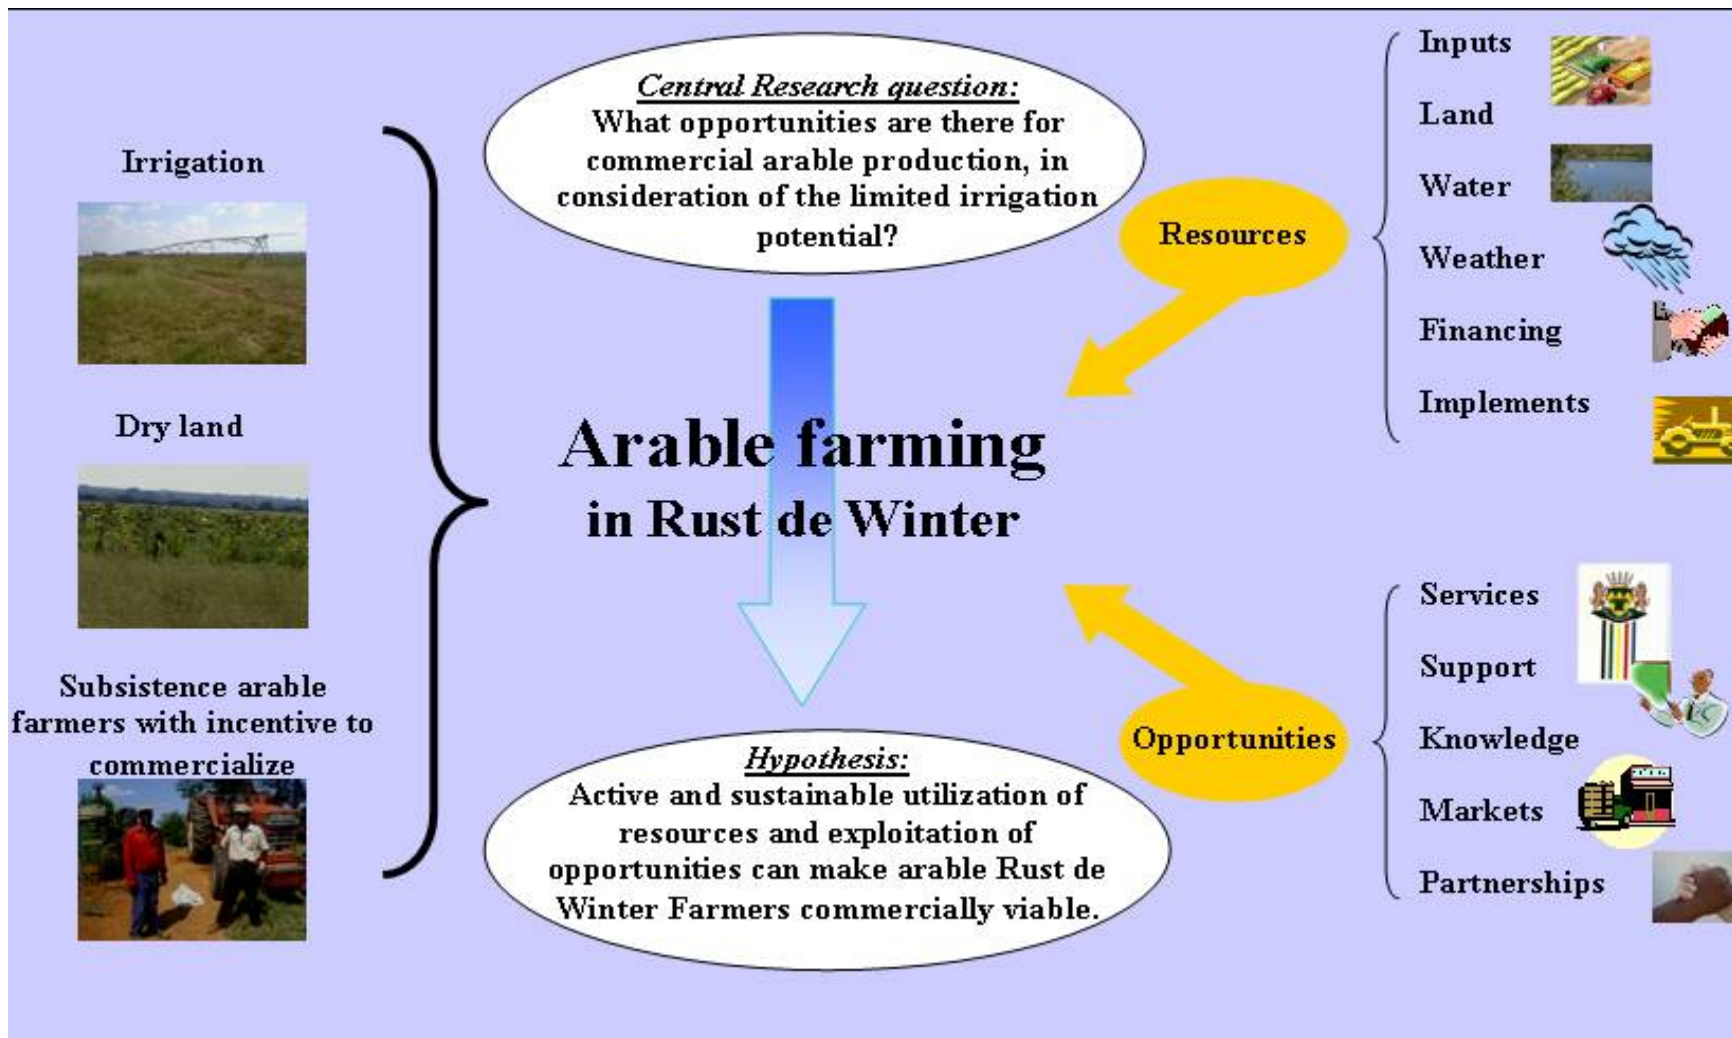 Irrigation
Dry land
Subsistence arable
farmers with incentive to
commercialize
Central Research question:
What opportunities are there for
commercial arable production, in
consideration of the limited irrigation
potential?
Arable farming
in Rust de Winter
Hypothesis:
Active and sustainable utilization of
resources and exploitation of
opportunities can make arable Rust de
Winter Farmers commercially viable.
Resources
Inputs
Land
Water
Weather
Financing
Implements
Opportunities
Services
Support
Knowledge
Markets
Partnerships